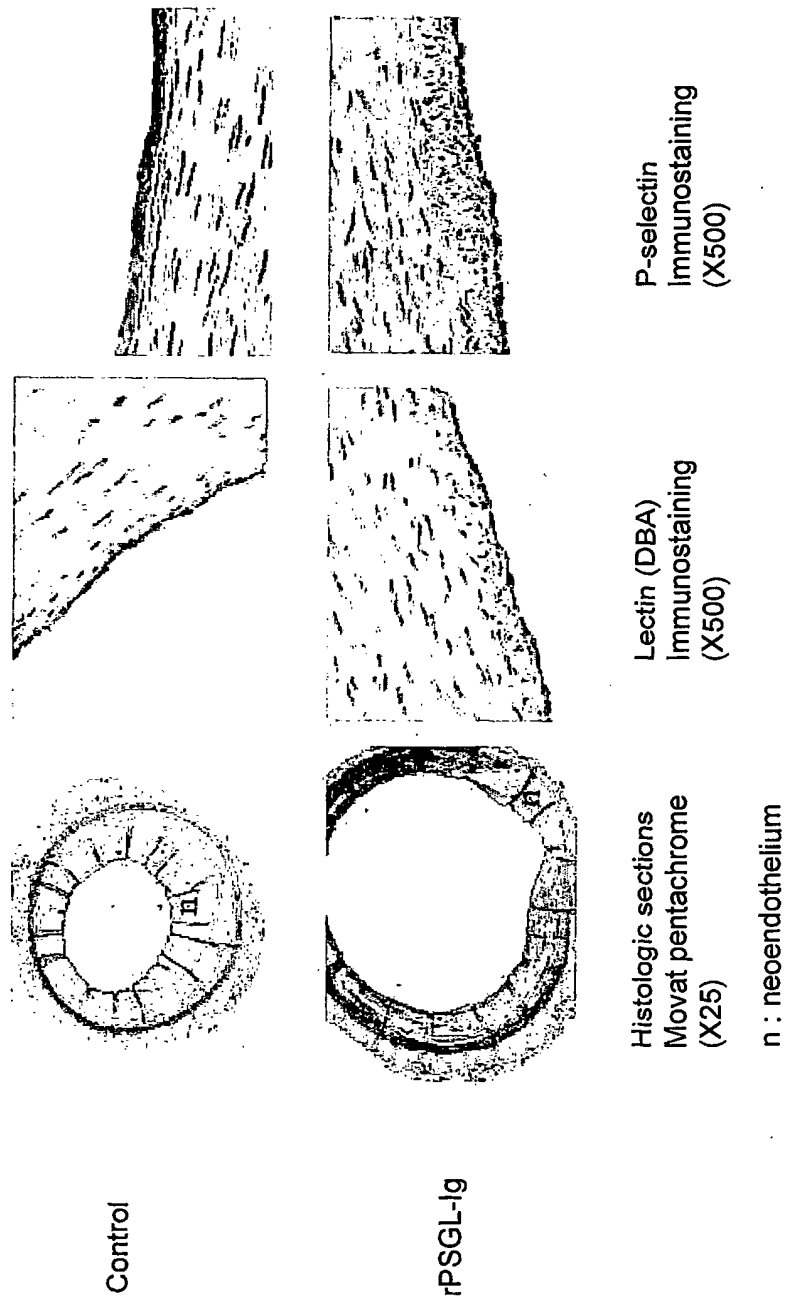 Control
n
rPSGL-Ig
n
Histologic sections
Movat pentachrome
(X25)
Lectin (DBA)
Immunostaining
(X500)
P-selectin
Immunostaining
(X500)
n : neoendothelium